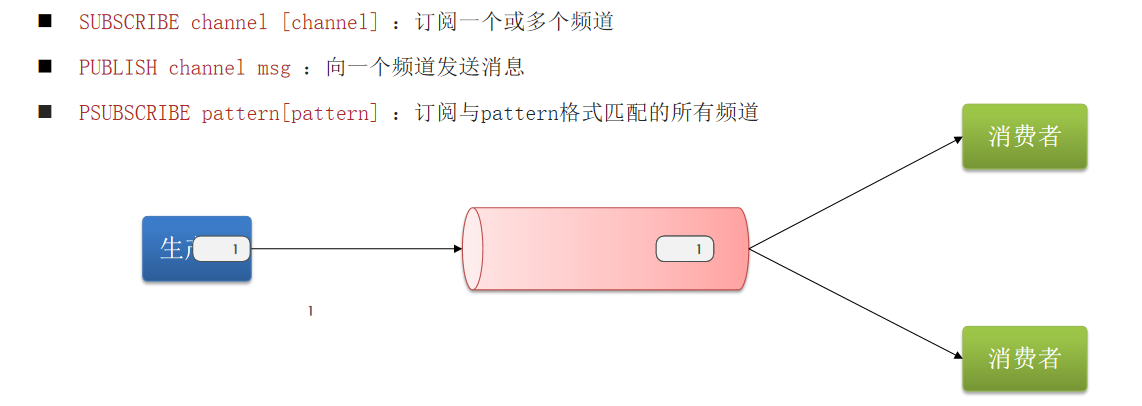 SUBSCRIBE channel [channel] ：订阅一个或多个频道
PUBLISH channel msg ：向一个频道发送消息
PSUBSCRIBE pattern[pattern] ：订阅与pattern格式匹配的所有频道
消费者
生
1
1
1
消费者